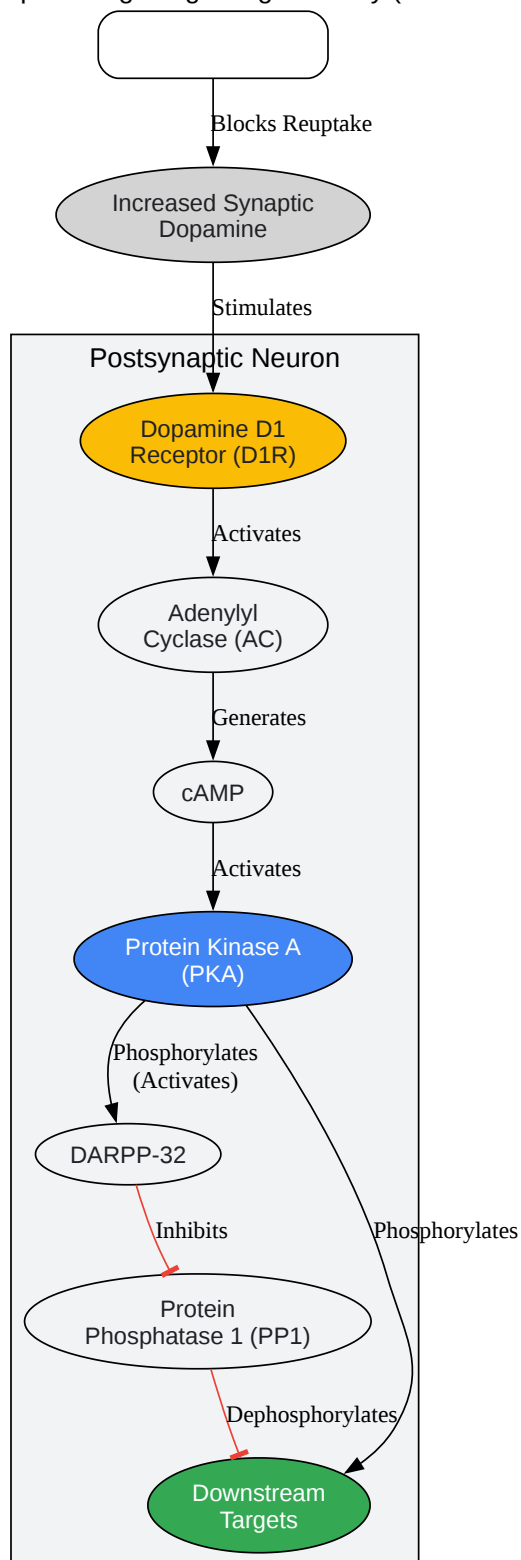 Blocks Reuptake
Increased Synaptic
Dopamine
Stimulates
Postsynaptic Neuron
Dopamine D1
Receptor (D1R)
Activates
Adenylyl
Cyclase (AC)
Generates
cAMP
Activates
Protein Kinase A
(PKA)
Phosphorylates
(Activates)
DARPP-32
Inhibits
Phosphorylates
Protein
Phosphatase 1 (PP1)
Dephosphorylates
Downstream
Targets